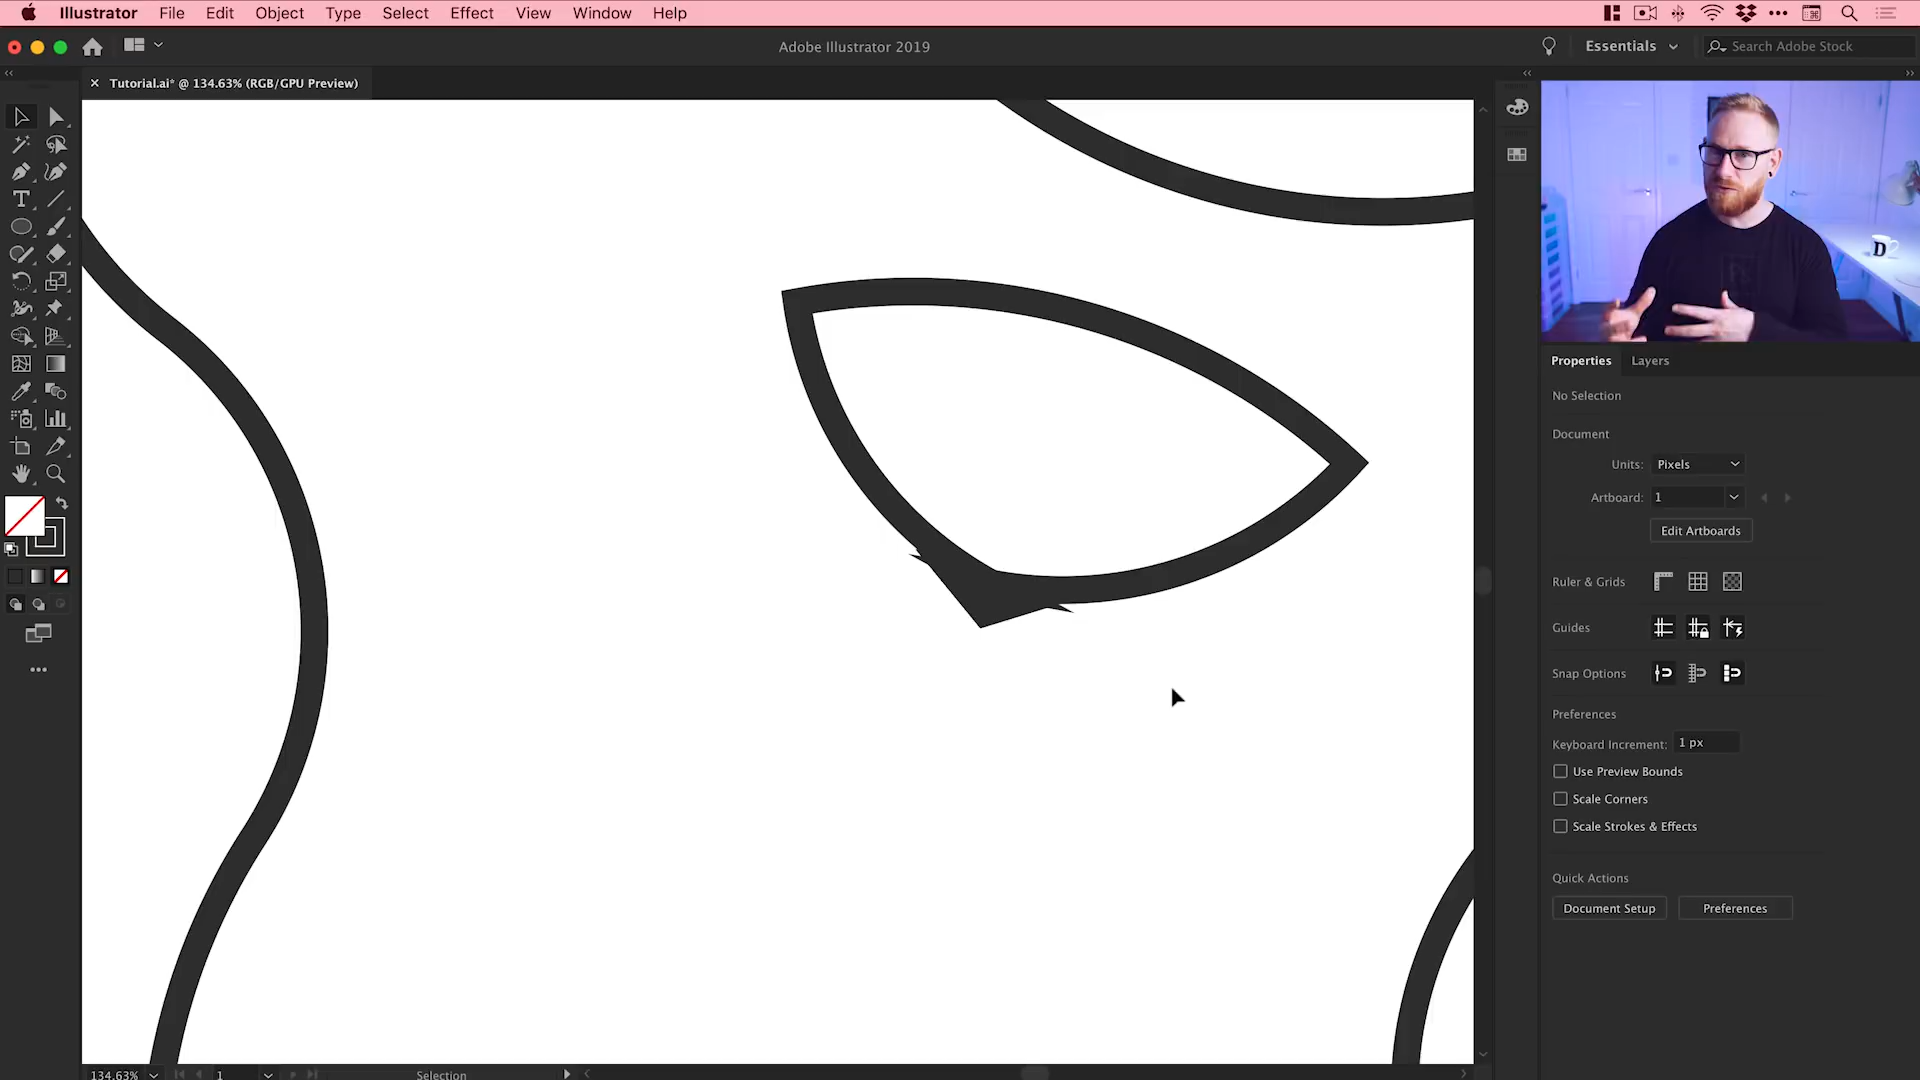 Illustrator File Edit Object Type Select Effect View Window Help
Adobe Illustrator 2019
Essentials
Search Adobe Stock
Tutorial.ai* @ 134.63% (RGB/GPU Preview)
D
Properties Layers
No Selection
Document
Units: Pixels
Artboard: 1
Edit Artboards
Ruler & Grids
Guides
Snap Options
Preferences
Keyboard Increment: 1 px
Use Preview Bounds
Scale Corners
Scale Strokes & Effects
Quick Actions
Document Setup Preferences
134.63% 1 Selection